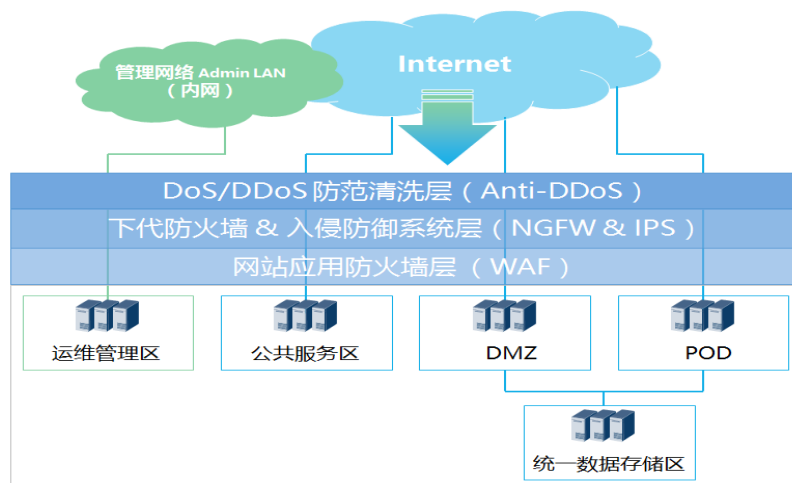 管理网络 Admin LAN
（内网）
Internet
DoS/DDoS 防范清洗层（Anti-DDoS）
下代防火墙 & 入侵防御系统层（NGFW & IPS）
网站应用防火墙层 （WAF）
运维管理区
公共服务区
DMZ
POD
统一数据存储区